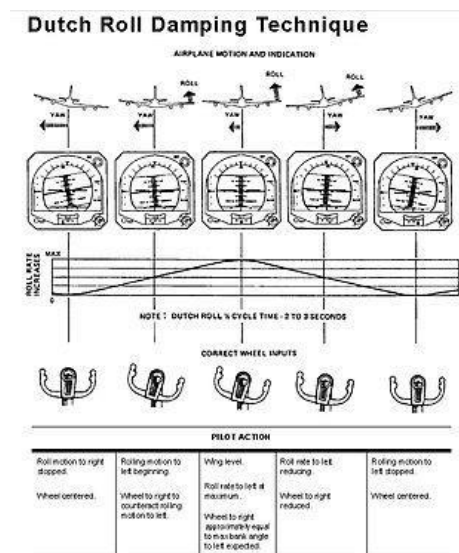 Dutch Roll Damping Technique
AIRPLANE MOTION AND INDICATION
ROLL
ROLL
ROLL
YAW
YAW
YAW
YAW
YAW
ROLL RATE
INCREASES
MAX
0
NOTE : DUTCH ROLL ½ CYCLE TIME - 2 TO 3 SECONDS
CORRECT WHEEL INPUTS
PILOT ACTION
Roll motion to right
stopped.
Wheel centered.
Rolling motion to
left beginning.
Wheel to right to
counteract rolling
motion to left.
Wing level.
Roll rate to left at
maximum.
Wheel to right
approximately equal
to max bank angle
to left expected.
Roll rate to left
reducing.
Wheel to right
reduced.
Rolling motion to
left stopped.
Wheel centered.